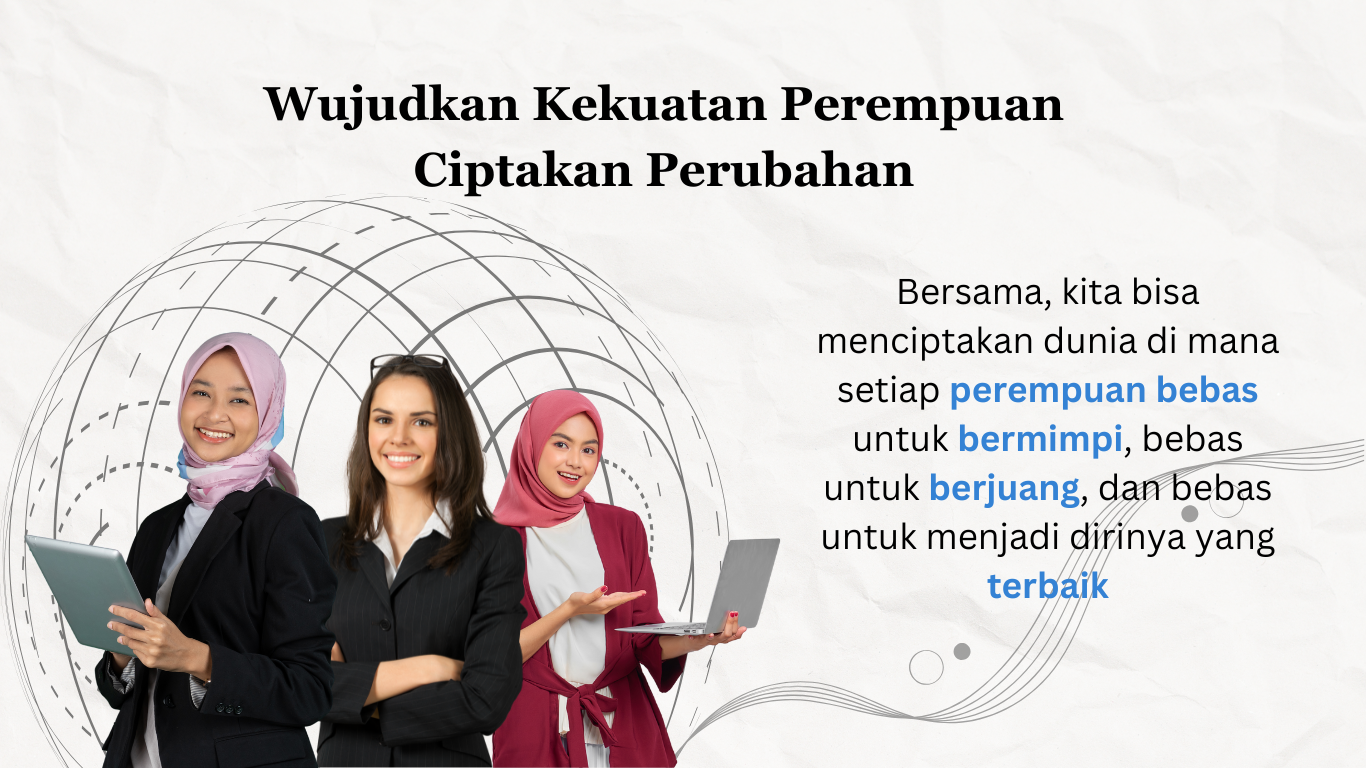 Wujudkan Kekuatan Perempuan
Ciptakan Perubahan
Bersama, kita bisa
menciptakan dunia di mana
setiap perempuan bebas
untuk bermimpi, bebas
untuk berjuang, dan bebas
untuk menjadi dirinya yang
terbaik